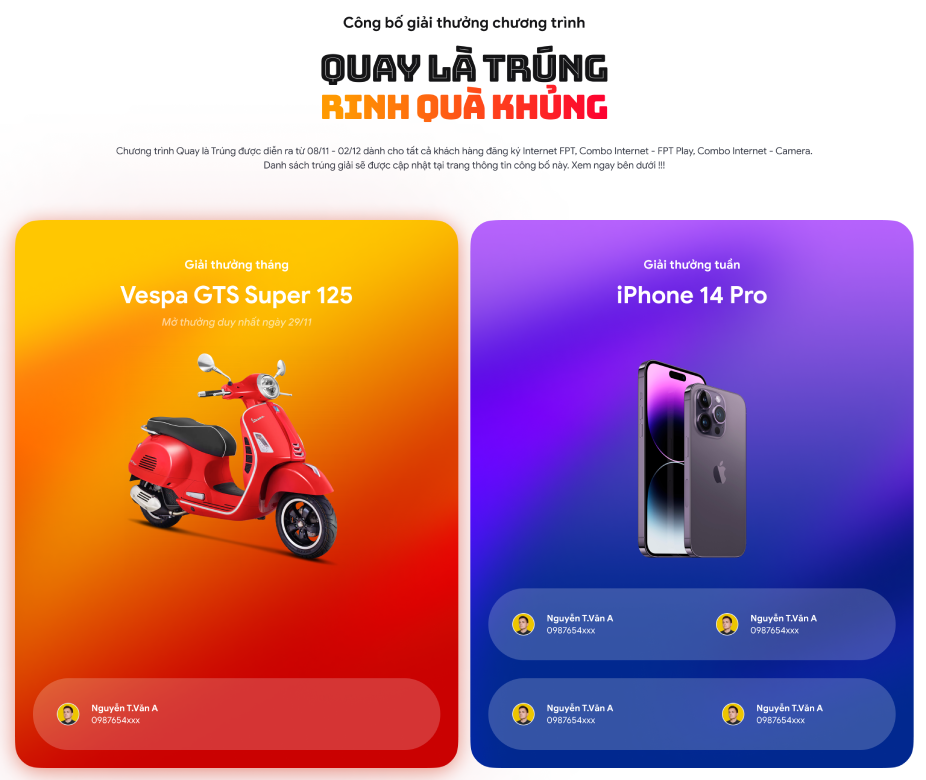 Công bố giải thưởng chương trình
QUAY LÀ TRÚNG
RINH QUÀ KHỦNG
Chương trình Quay là Trúng được diễn ra từ 08/11 - 02/12 dành cho tất cả khách hàng đăng ký Internet FPT, Combo Internet - FPT Play, Combo Internet - Camera.
Danh sách trúng giải sẽ được cập nhật tại trang thông tin công bố này. Xem ngay bên dưới !!!
Giải thưởng tháng
Vespa GTS Super 125
Mở thưởng duy nhất ngày 29/11
Nguyễn T.Văn A
0987654xxx
Giải thưởng tuần
iPhone 14 Pro
Nguyễn T.Văn A
0987654xxx
Nguyễn T.Văn A
0987654xxx
Nguyễn T.Văn A
0987654xxx
Nguyễn T.Văn A
0987654xxx